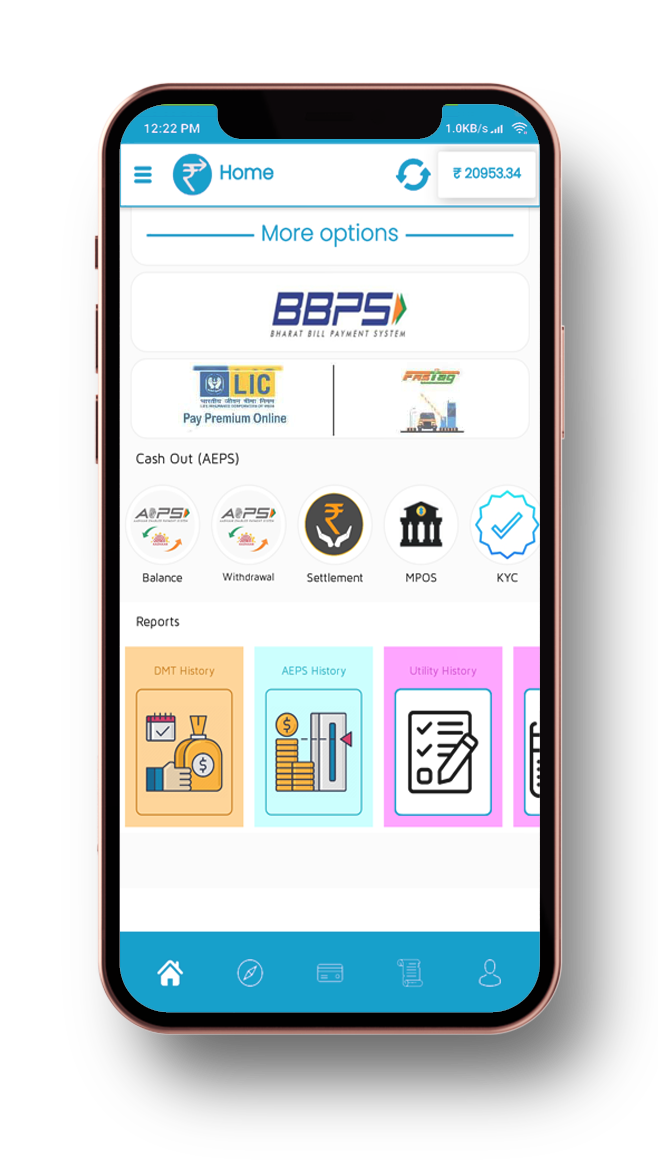 12:22 PM
1.0KB/s
Home
₹ 20953.34
More options
BBPS
BHARAT BILL PAYMENT SYSTEM
LIC
भारतीय जीवन बीमा निगम
LIFE INSURANCE CORPORATION OF INDIA
Pay Premium Online
FASTag
Cash Out (AEPS)
AEPS
AEPS
Balance
Withdrawal
Settlement
MPOS
KYC
Reports
DMT History
AEPS History
Utility History